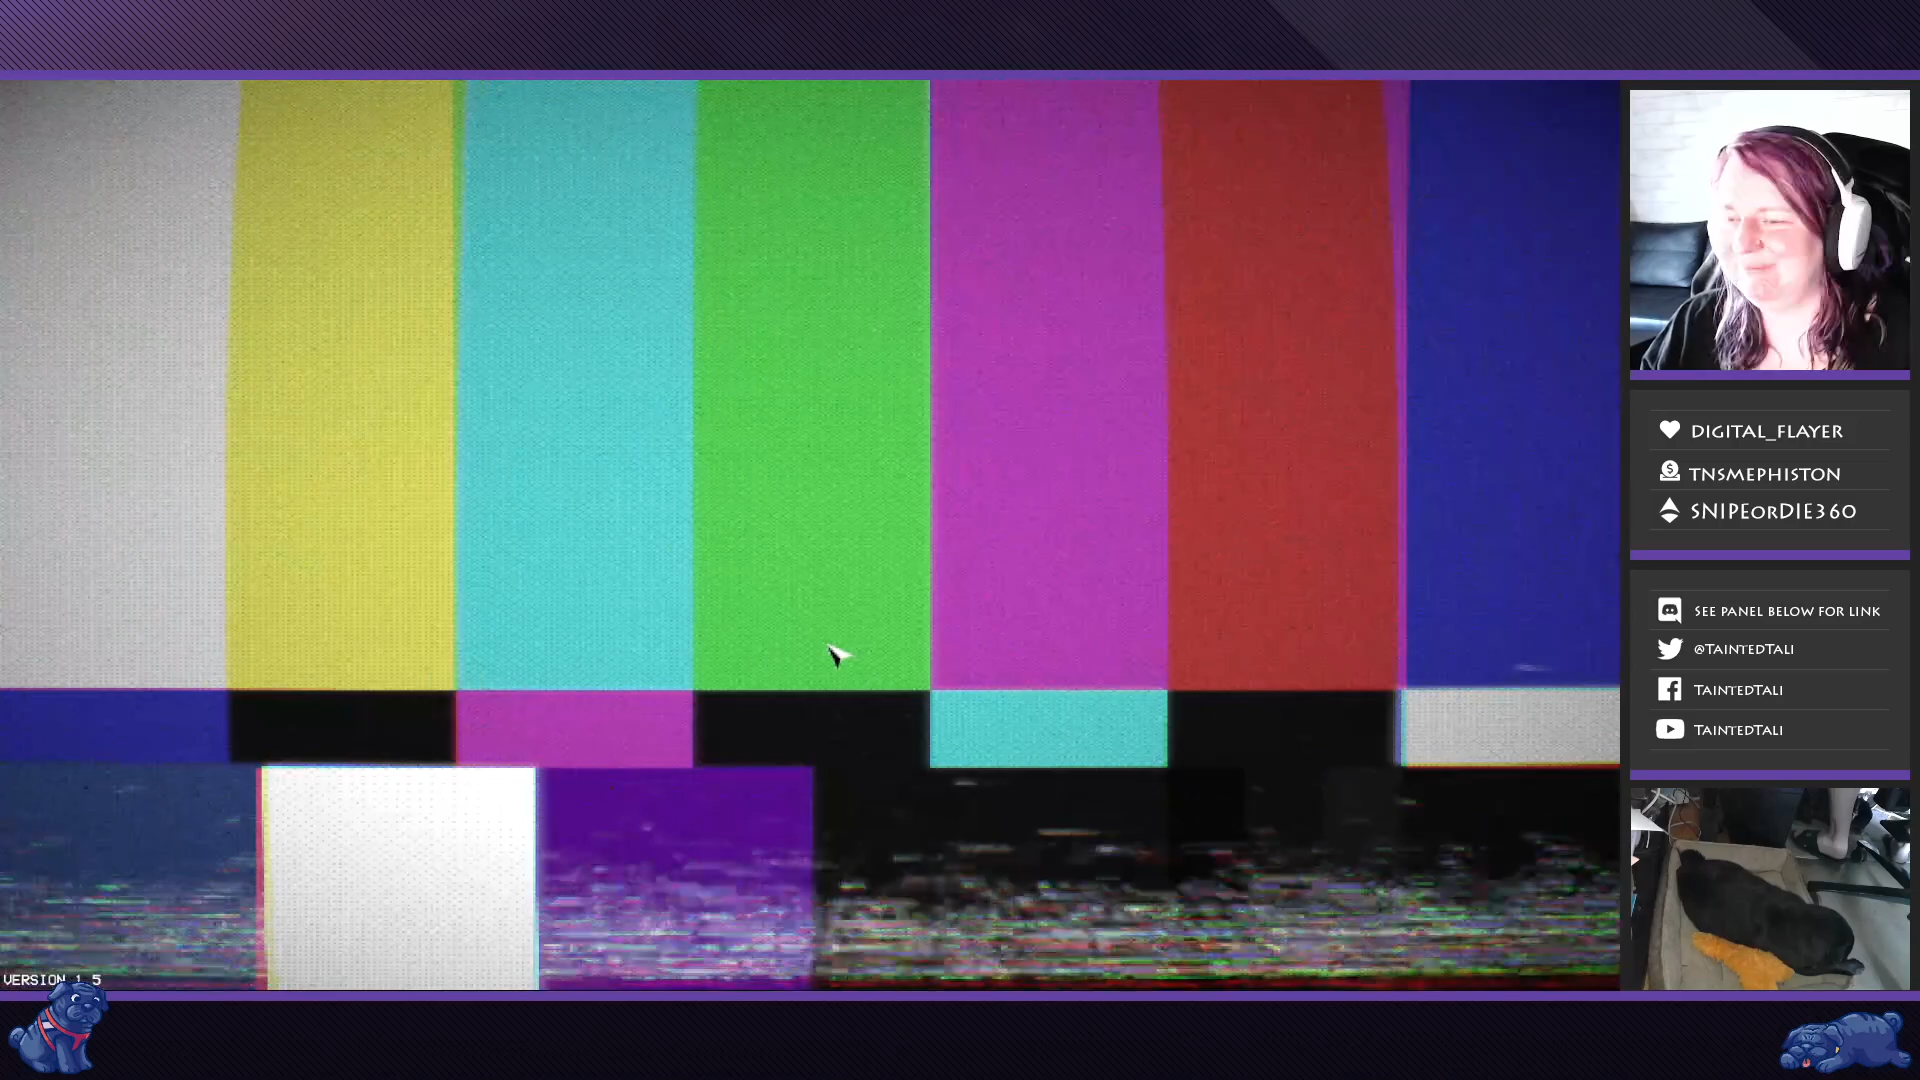 DIGITAL_FLAYER
TNSMEPHISTON
SNIPEorDIE360
SEE PANEL BELOW FOR LINK
@TAINTEDTALI
TAINTEDTALI
TAINTEDTALI
VERSION 1.5